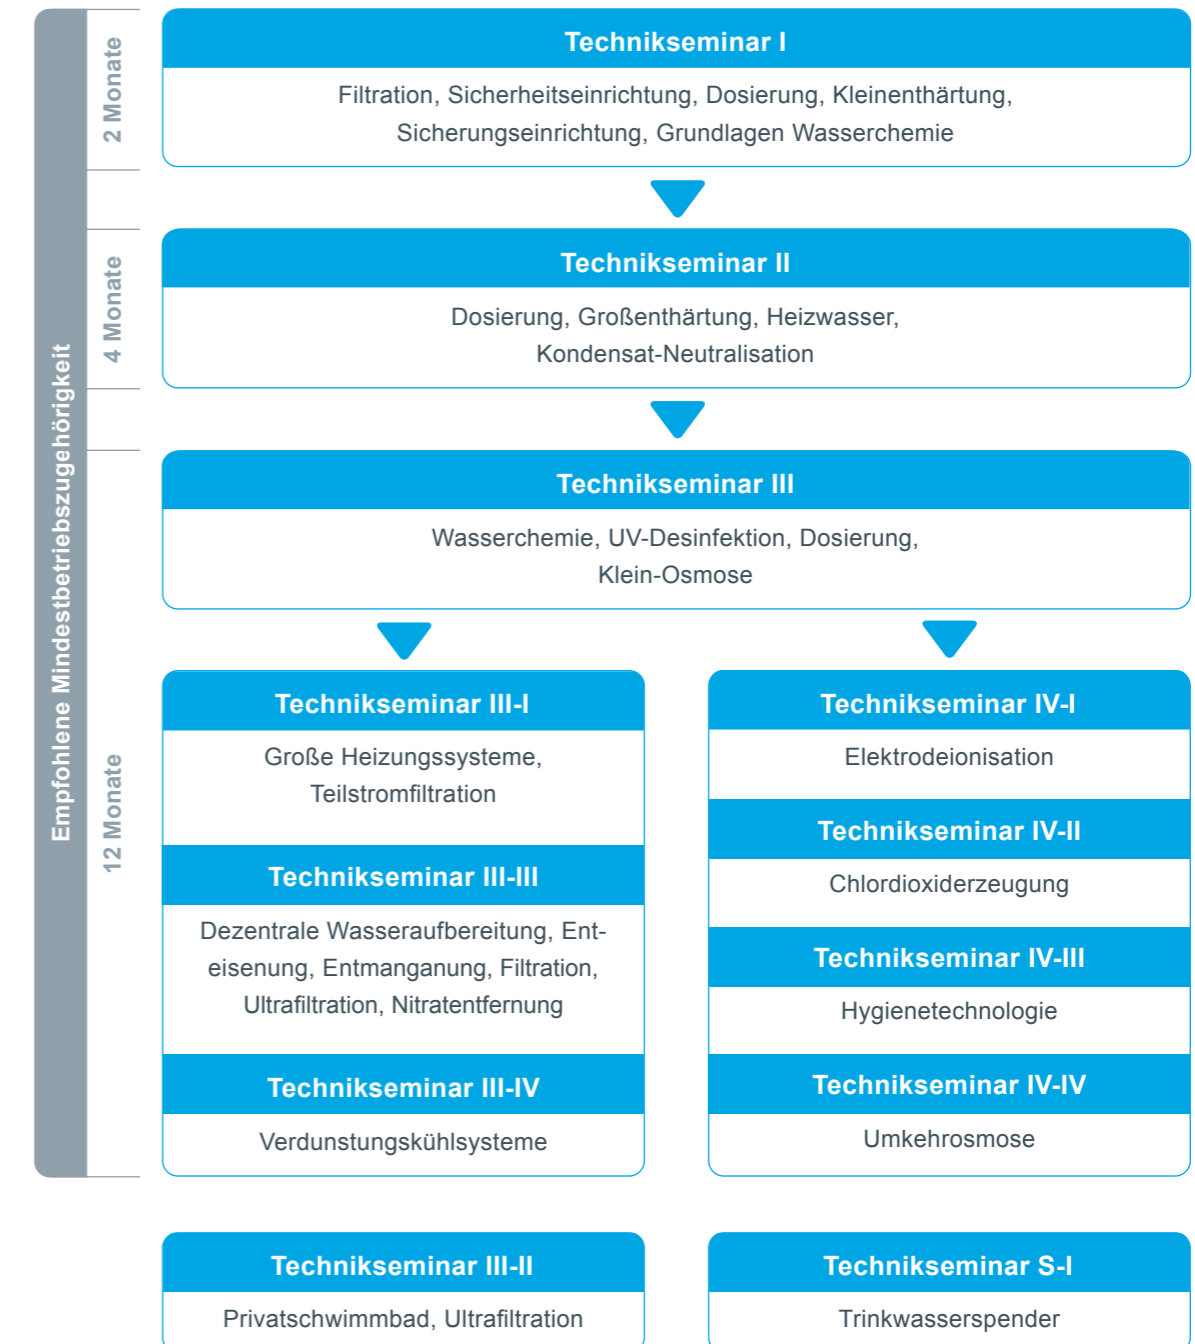 Empfohlene Mindestbetriebszugehörigkeit
2 Monate
Technikseminar I
Filtration, Sicherheitseinrichtung, Dosierung, Kleinenthärtung,
Sicherungseinrichtung, Grundlagen Wasserchemie
4 Monate
Technikseminar II
Dosierung, Großenthärtung, Heizwasser,
Kondensat-Neutralisation
12 Monate
Technikseminar III
Wasserchemie, UV-Desinfektion, Dosierung,
Klein-Osmose
Technikseminar III-I
Große Heizungssysteme,
Teilstromfiltration
Technikseminar III-III
Dezentrale Wasseraufbereitung, Ent-
eisenung, Entmanganung, Filtration,
Ultrafiltration, Nitratentfernung
Technikseminar III-IV
Verdunstungskühlsysteme
Technikseminar IV-I
Elektrodeionisation
Technikseminar IV-II
Chlordioxiderzeugung
Technikseminar IV-III
Hygienetechnologie
Technikseminar IV-IV
Umkehrosmose
Technikseminar III-II
Privatschwimmbad, Ultrafiltration
Technikseminar S-I
Trinkwasserspender